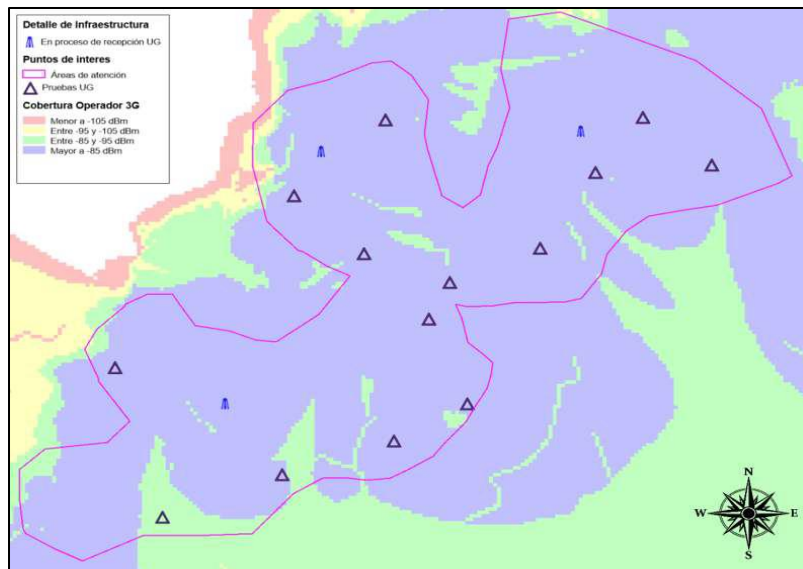 Detalle de Infraestructura
En proceso de recepción UG
Puntos de interes
Áreas de atención
Pruebas UG
Cobertura Operador 3G
Menor a -105 dBm
Entre -95 y -105 dBm
Entre -85 y -95 dBm
Mayor a -85 dBm
N
W E
S